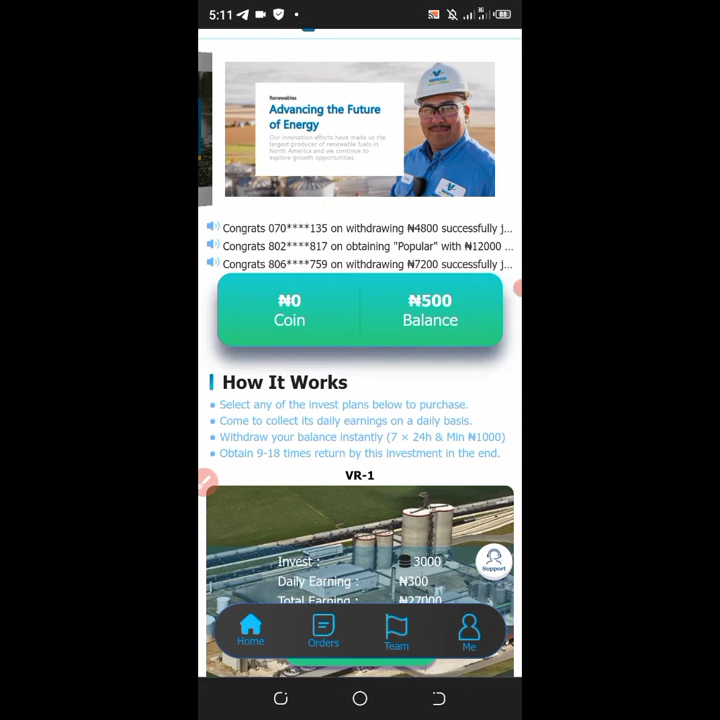 5:11
3G
88
Renewables
Advancing the Future
of Energy
Our innovation efforts have made us the
largest producer of renewable fuels in
North America and we continue to
explore growth opportunities.
Congrats 070****135 on withdrawing ₦4800 successfully j...
Congrats 802****817 on obtaining "Popular" with ₦12000 ...
Congrats 806****759 on withdrawing ₦7200 successfully j...
₦0 ₦500
Coin Balance
How It Works
• Select any of the invest plans below to purchase.
• Come to collect its daily earnings on a daily basis.
• Withdraw your balance instantly (7 × 24h & Min ₦1000)
• Obtain 9-18 times return by this investment in the end.
VR-1
Invest : 3000
Support
Daily Earning : ₦300
Total Earning : ₦27000
Home Orders Team Me